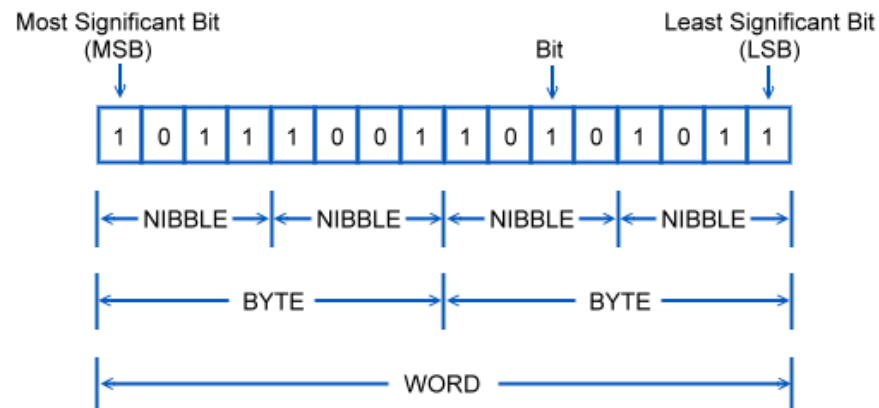 Most Significant Bit
(MSB)
Bit
Least Significant Bit
(LSB)
1 0 1 1 1 0 0 1 1 0 1 0 1 0 1 1
NIBBLE NIBBLE NIBBLE NIBBLE
BYTE BYTE
WORD